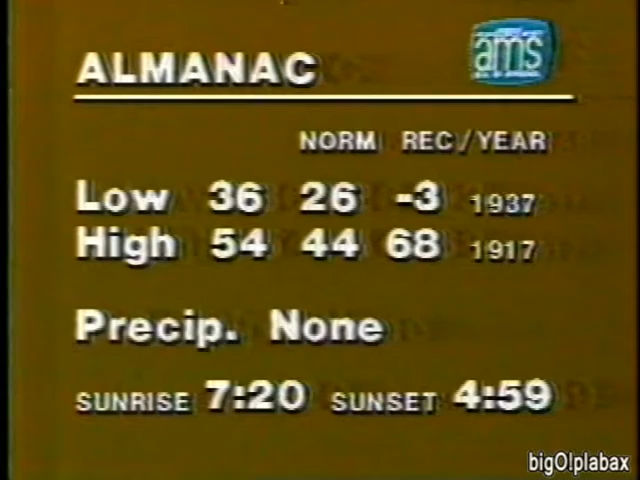 ALMANAC
ams
NORM REC/YEAR
Low 36 26 -3 1937
High 54 44 68 1917
Precip. None
SUNRISE 7:20 SUNSET 4:59
bigO!plabax